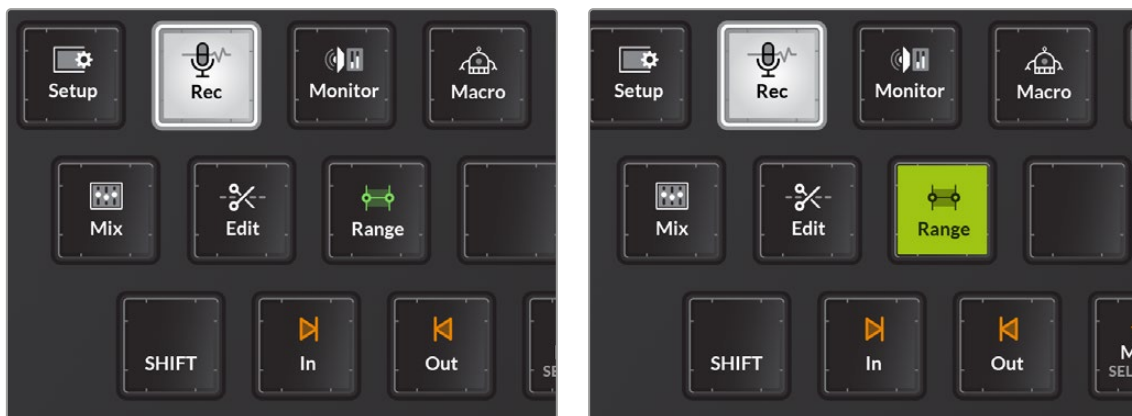 Setup Rec Monitor Macro
Mix Edit Range
SHIFT In Out
Setup Rec Monitor Macro
Mix Edit Range
SHIFT In Out